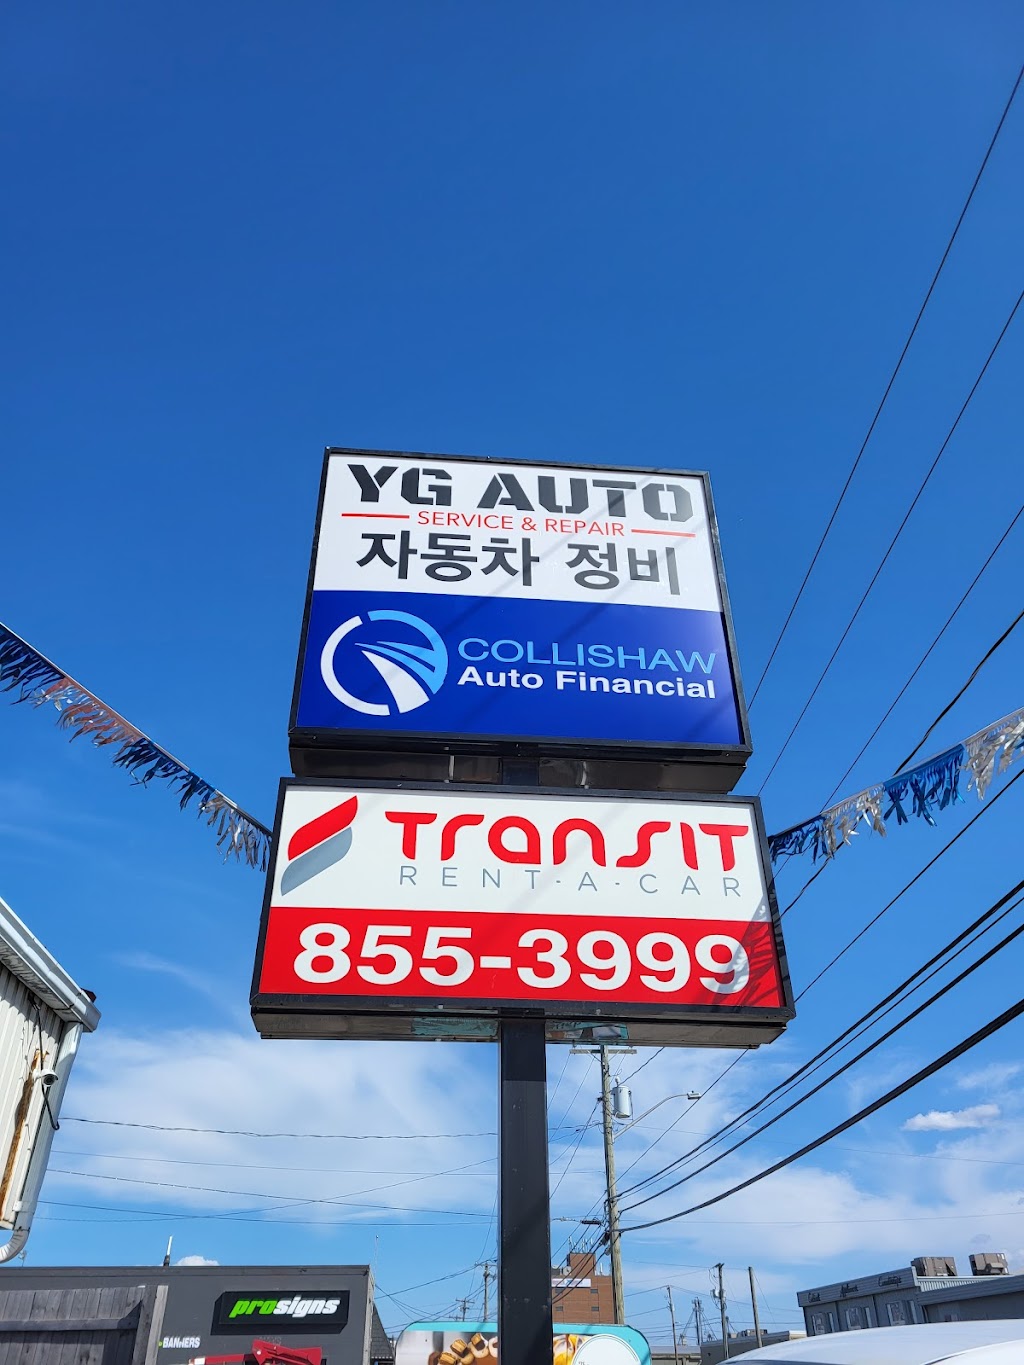 YG AUTO
SERVICE & REPAIR
자동차 정비
COLLISHAW
Auto Financial
Transit
RENT-A-CAR
855-3999
prosigns
BANNERS